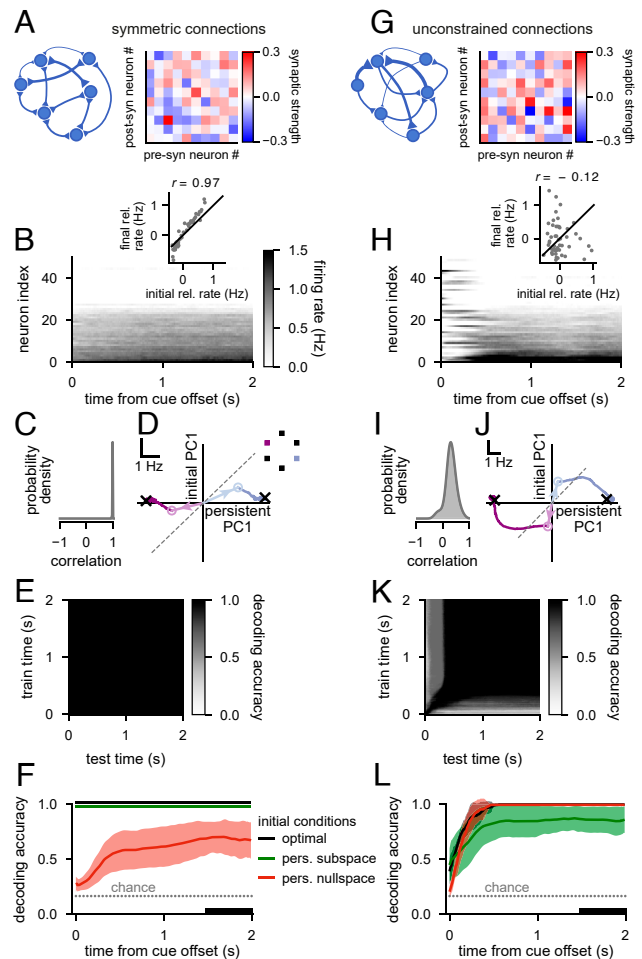 A
symmetric connections
post-syn neuron #
pre-syn neuron #
0.3
0.0
−0.3
synaptic strength
G
unconstrained connections
post-syn neuron #
pre-syn neuron #
0.3
0.0
−0.3
synaptic strength
r = 0.97
final rel.
rate (Hz)
1
0
0
1
initial rel. rate (Hz)
B
neuron index
40
20
0
0
1
2
time from cue offset (s)
1.5
1.0
0.5
0.0
firing rate (Hz)
r = − 0.12
final rel.
rate (Hz)
1
0
0
1
initial rel. rate (Hz)
H
neuron index
40
20
0
0
1
2
time from cue offset (s)
C
probability
density
−1
0
1
correlation
D
1 Hz
initial PC1
persistent
PC1
I
probability
density
−1
0
1
correlation
J
1 Hz
initial PC1
persistent
PC1
E
train time (s)
2
1
0
0
1
2
test time (s)
1.0
0.5
0.0
decoding accuracy
K
train time (s)
2
1
0
0
1
2
test time (s)
1.0
0.5
0.0
decoding accuracy
F
decoding accuracy
1.0
0.5
0.0
chance
0
1
2
time from cue offset (s)
initial conditions
optimal
pers. subspace
pers. nullspace
L
decoding accuracy
1.0
0.5
0.0
chance
0
1
2
time from cue offset (s)